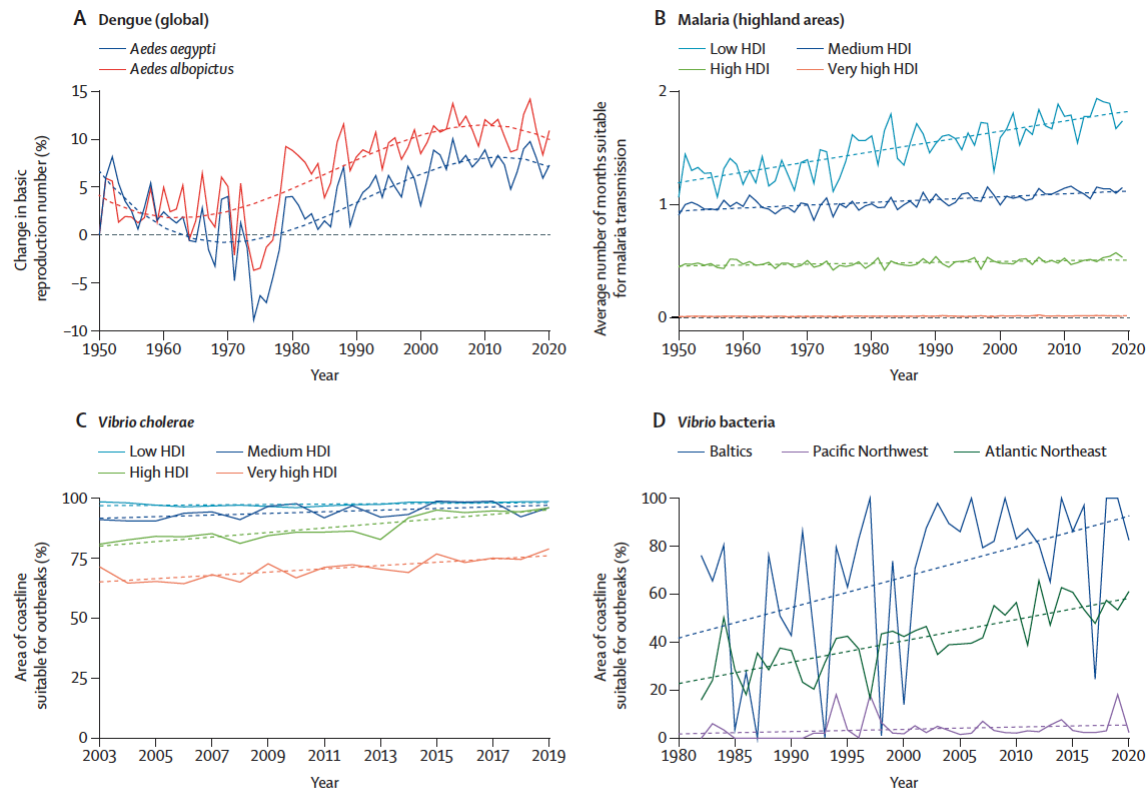 A Dengue (global)
Aedes aegypti
Aedes albopictus
Change in basic
reproduction number (%)
15
10
5
0
–5
–10
1950 1960 1970 1980 1990 2000 2010 2020
Year
B Malaria (highland areas)
Low HDI Medium HDI
High HDI Very high HDI
Average number of months suitable
for malaria transmission
2
1
0
1950 1960 1970 1980 1990 2000 2010 2020
Year
C Vibrio cholerae
Low HDI Medium HDI
High HDI Very high HDI
Area of coastline
suitable for outbreaks (%)
100
75
50
25
0
2003 2005 2007 2009 2011 2013 2015 2017 2019
Year
D Vibrio bacteria
Baltics Pacific Northwest Atlantic Northeast
Area of coastline
suitable for outbreaks (%)
100
80
60
40
20
0
1980 1985 1990 1995 2000 2005 2010 2015 2020
Year